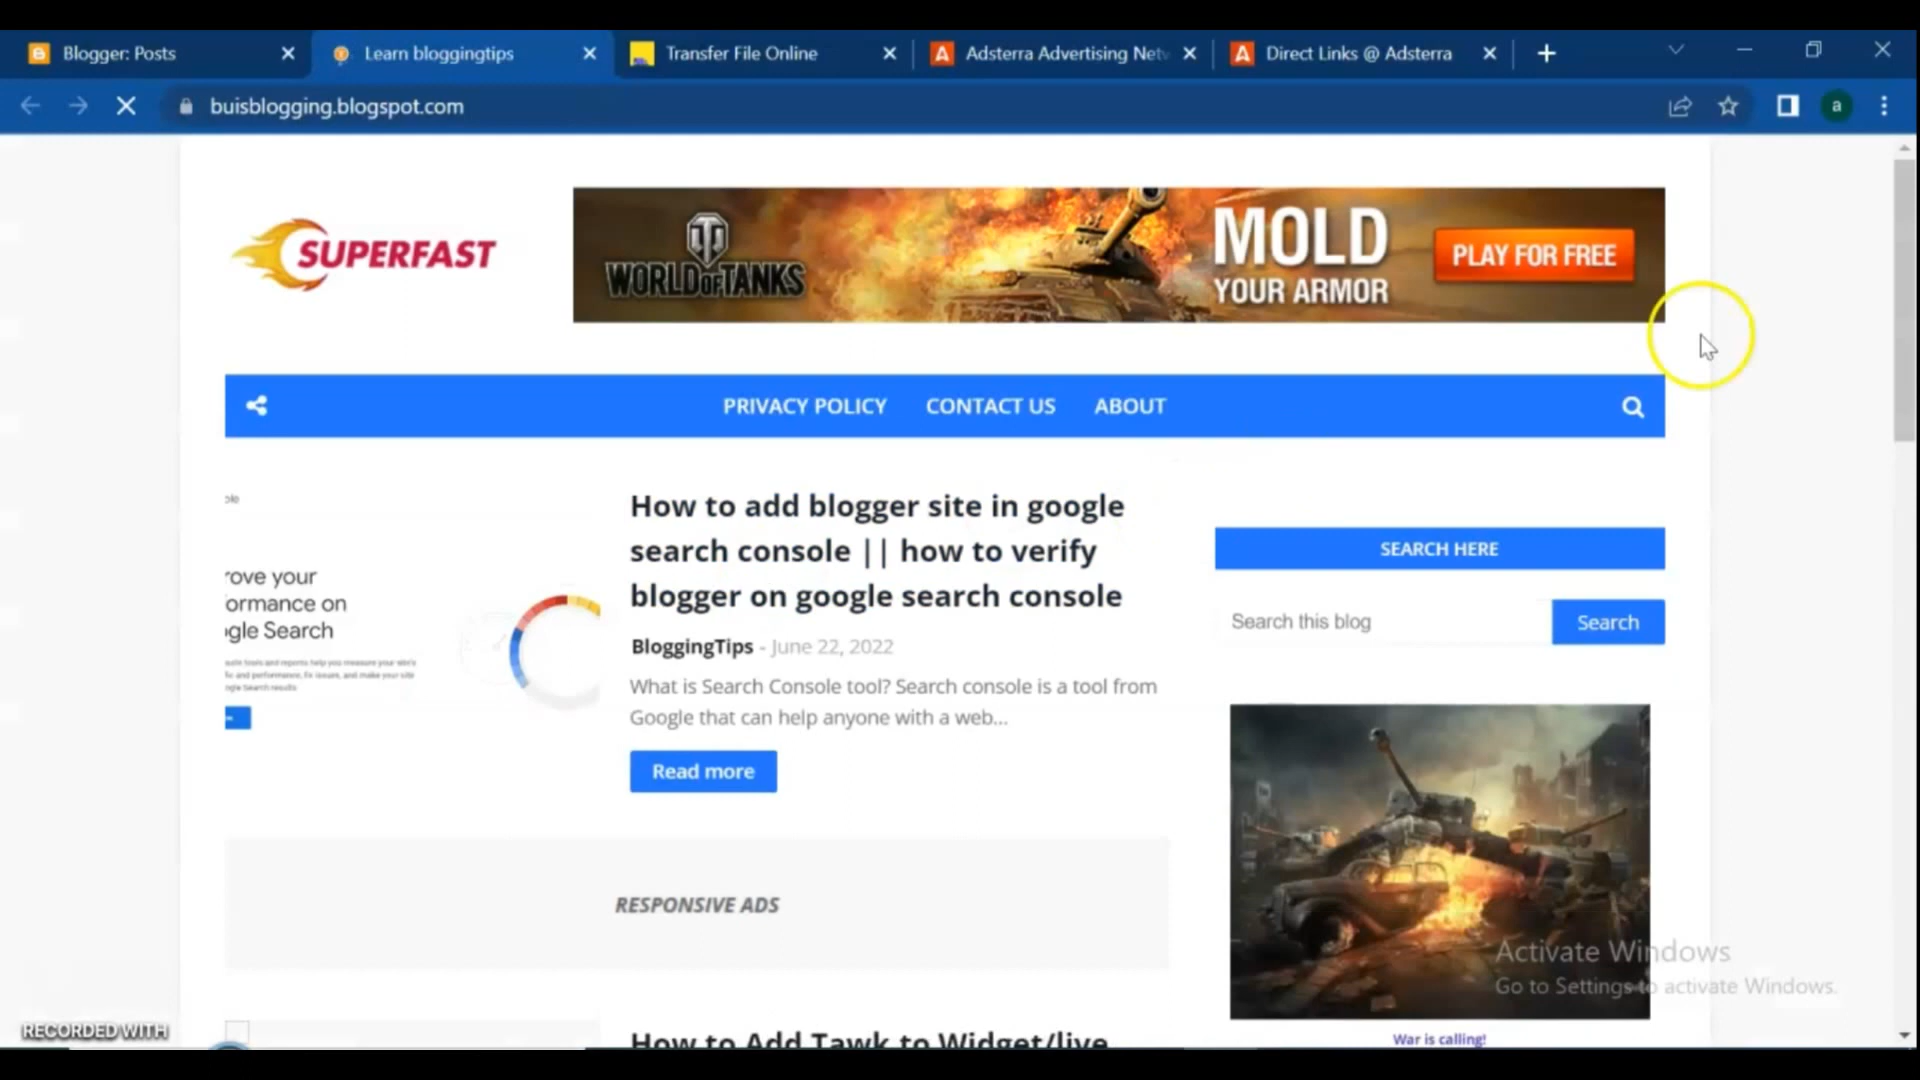 Blogger: Posts
Learn bloggingtips
Transfer File Online
Adsterra Advertising Netw
Direct Links @ Adsterra
buisblogging.blogspot.com
a
SUPERFAST
WORLD OF TANKS
MOLD
YOUR ARMOR
PLAY FOR FREE
PRIVACY POLICY
CONTACT US
ABOUT
ole
rove your
ormance on
gle Search
How to add blogger site in google
search console || how to verify
blogger on google search console
BloggingTips - June 22, 2022
What is Search Console tool? Search console is a tool from
Google that can help anyone with a web...
Read more
SEARCH HERE
Search this blog
Search
RESPONSIVE ADS
Activate Windows
Go to Settings to activate Windows.
War is calling!
How to Add Tawk to Widget/live
RECORDED WITH